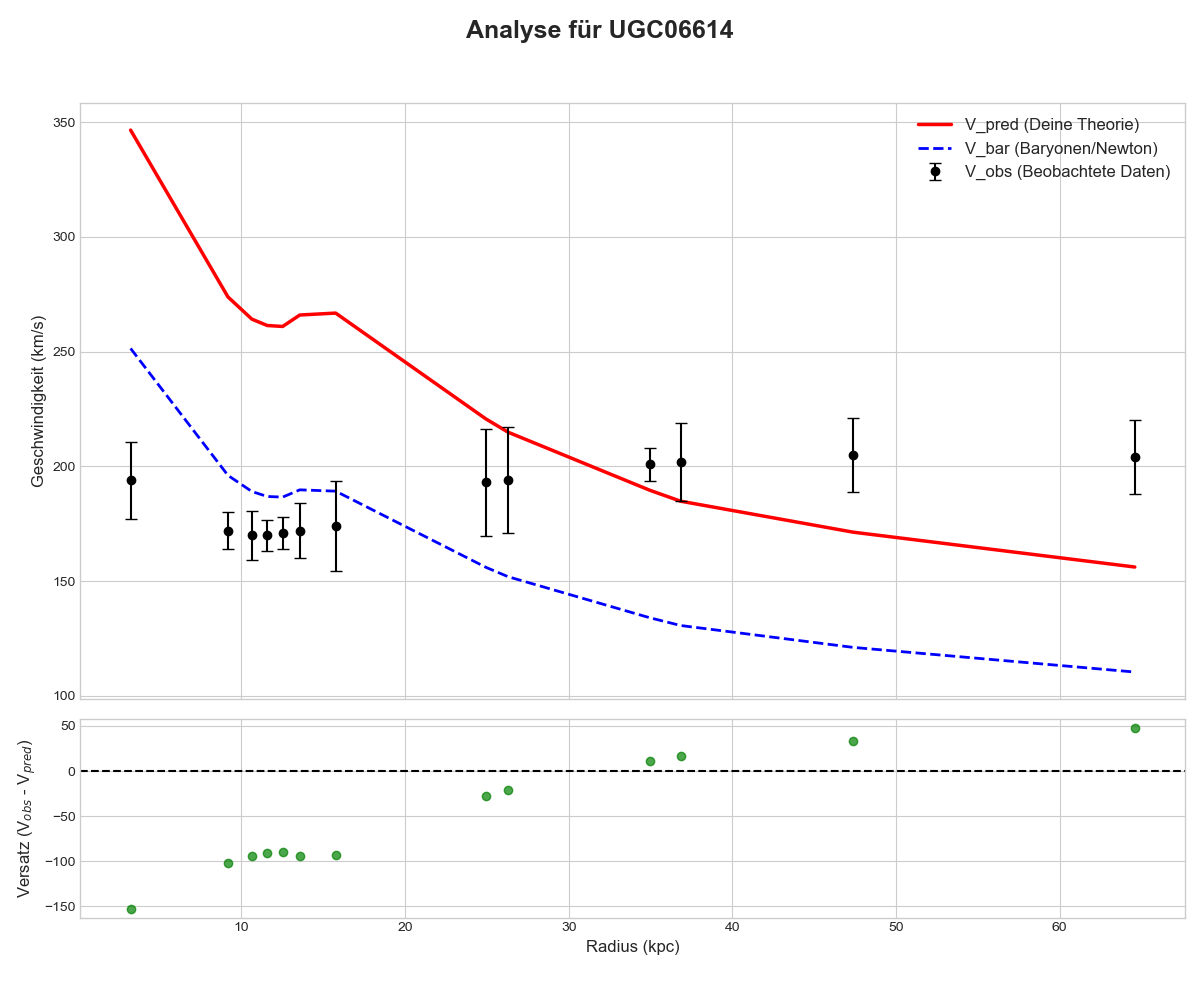 Analyse für UGC06614
350
300
250
200
150
100
Geschwindigkeit (km/s)
V_pred (Deine Theorie)
V_bar (Baryonen/Newton)
V_obs (Beobachtete Daten)
50
0
−50
−100
−150
Versatz (V_obs - V_pred)
10 20 30 40 50 60
Radius (kpc)